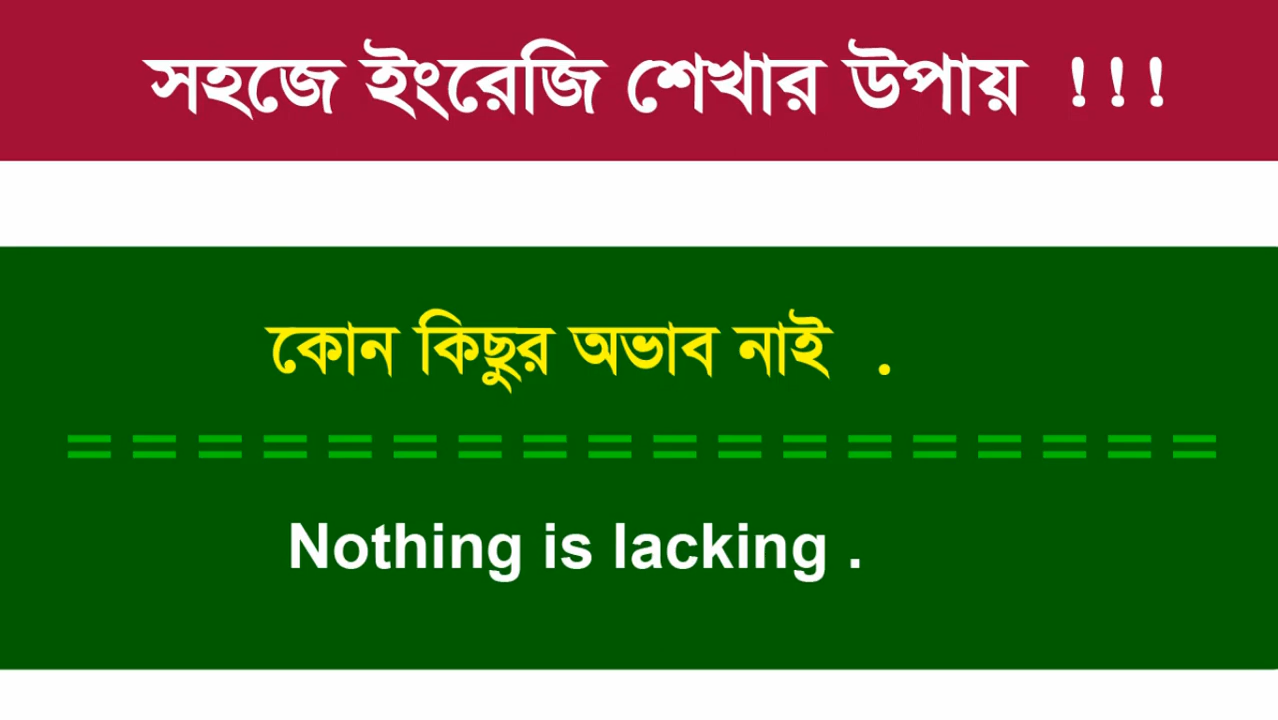 সহজে ইংরেজি শেখার উপায় !!!
কোন কিছুর অভাব নাই .
Nothing is lacking .